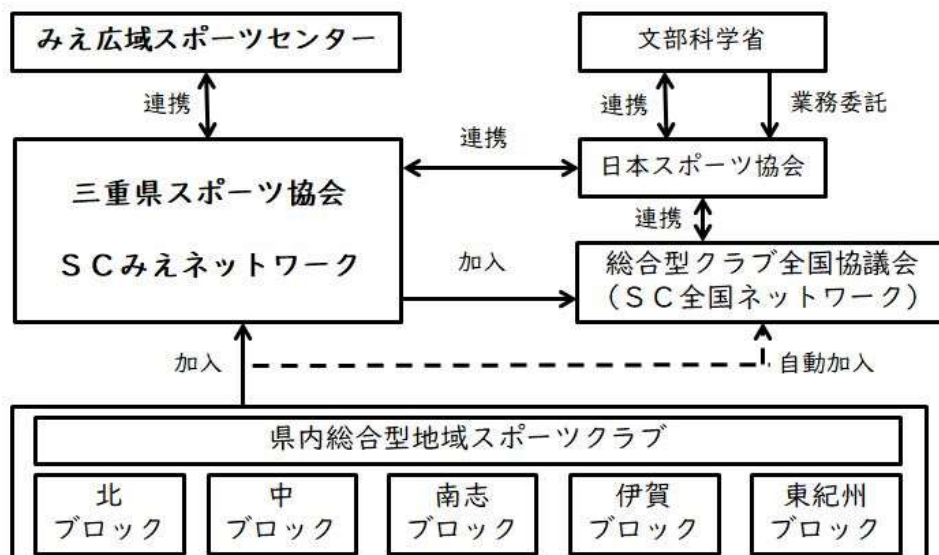 みえ広域スポーツセンター
文部科学省
連携
連携
業務委託
三重県スポーツ協会
ＳＣみえネットワーク
連携
日本スポーツ協会
連携
加入
総合型クラブ全国協議会
（ＳＣ全国ネットワーク）
加入
自動加入
県内総合型地域スポーツクラブ
北
ブロック
中
ブロック
南志
ブロック
伊賀
ブロック
東紀州
ブロック